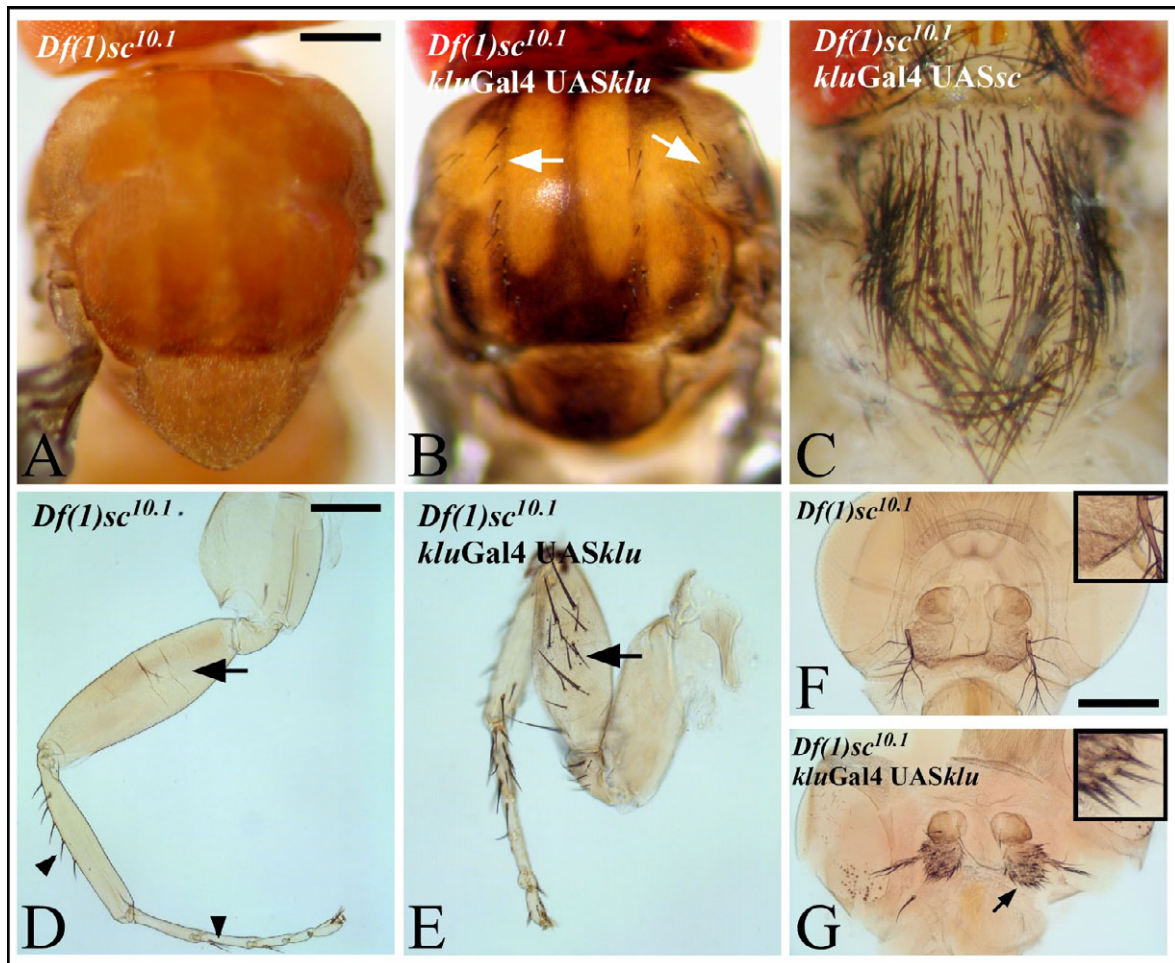 Df(1)sc10.1
Df(1)sc10.1
kluGal4 UASklu
Df(1)sc10.1
kluGal4 UASsc
A
B
C
Df(1)sc10.1.
Df(1)sc10.1
kluGal4 UASklu
Df(1)sc10.1
F
Df(1)sc10.1
kluGal4 UASklu
D
E
G